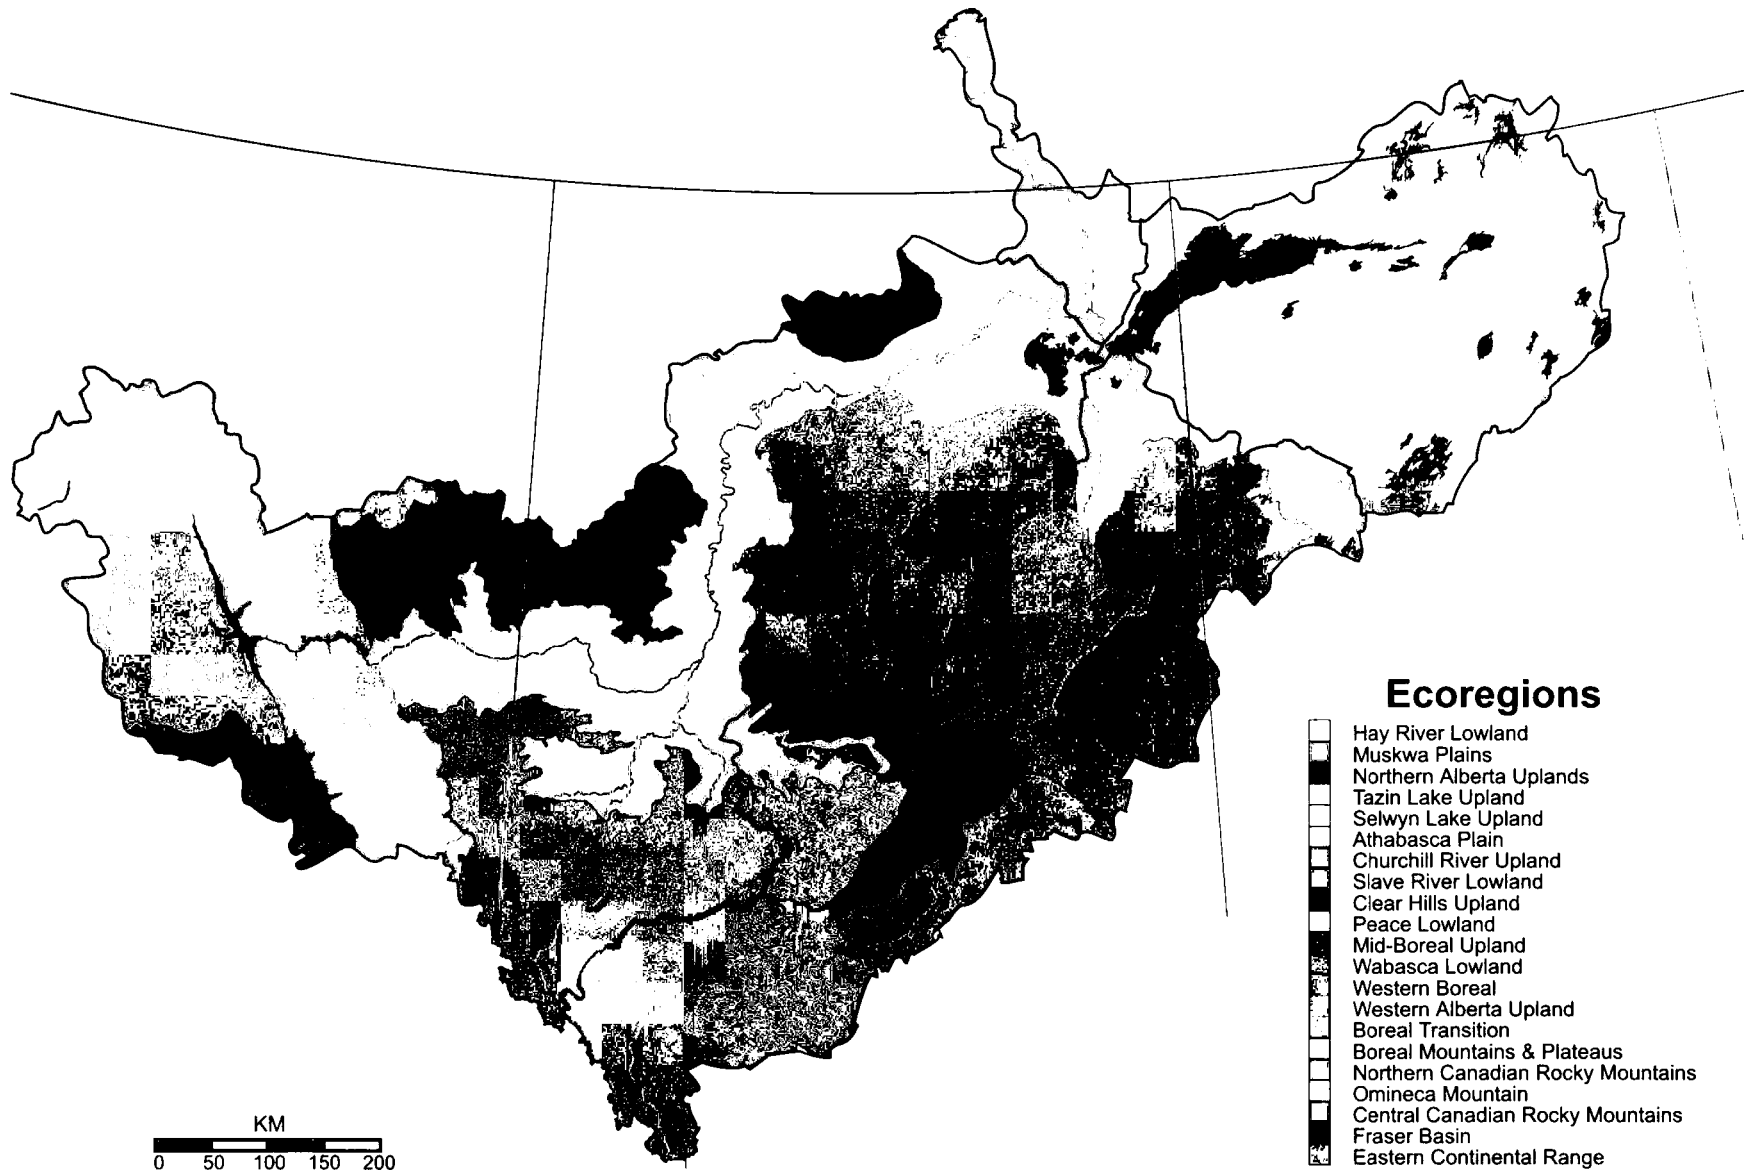 Ecoregions
Hay River Lowland
Muskwa Plains
Northern Alberta Uplands
Tazin Lake Upland
Selwyn Lake Upland
Athabasca Plain
Churchill River Upland
Slave River Lowland
Clear Hills Upland
Peace Lowland
Mid-Boreal Upland
Wabasca Lowland
Western Boreal
Western Alberta Upland
Boreal Transition
Boreal Mountains & Plateaus
Northern Canadian Rocky Mountains
Omineca Mountain
Central Canadian Rocky Mountains
Fraser Basin
Eastern Continental Range
KM
0 50 100 150 200